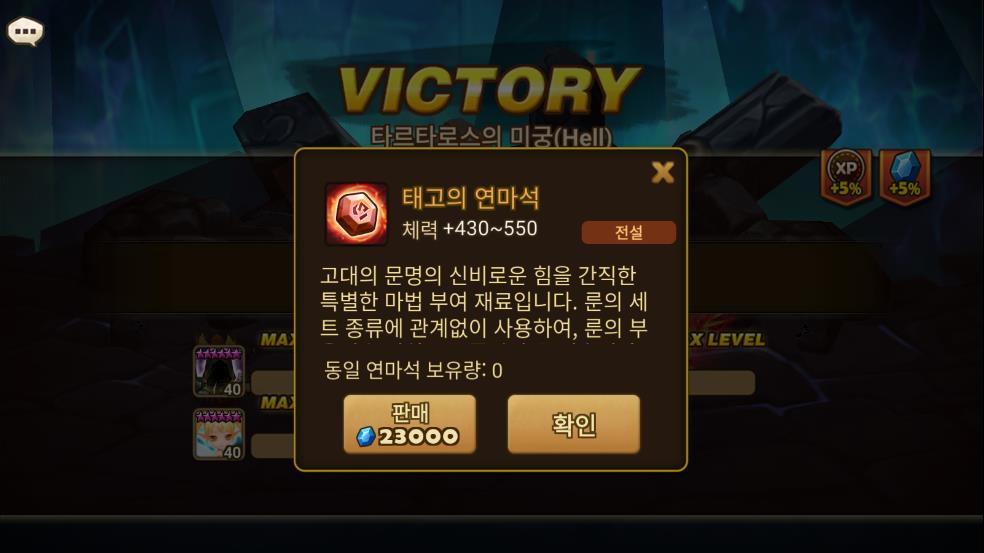 VICTORY
타르타로스의 미궁(Hell)
XP
+5%
+5%
태고의 연마석
체력 +430~550
전설
고대의 문명의 신비로운 힘을 간직한
특별한 마법 부여 재료입니다. 룬의 세
트 종류에 관계없이 사용하여, 룬의 부
동일 연마석 보유량: 0
판매
23000
확인
MAX
X LEVEL
40
MAX
40